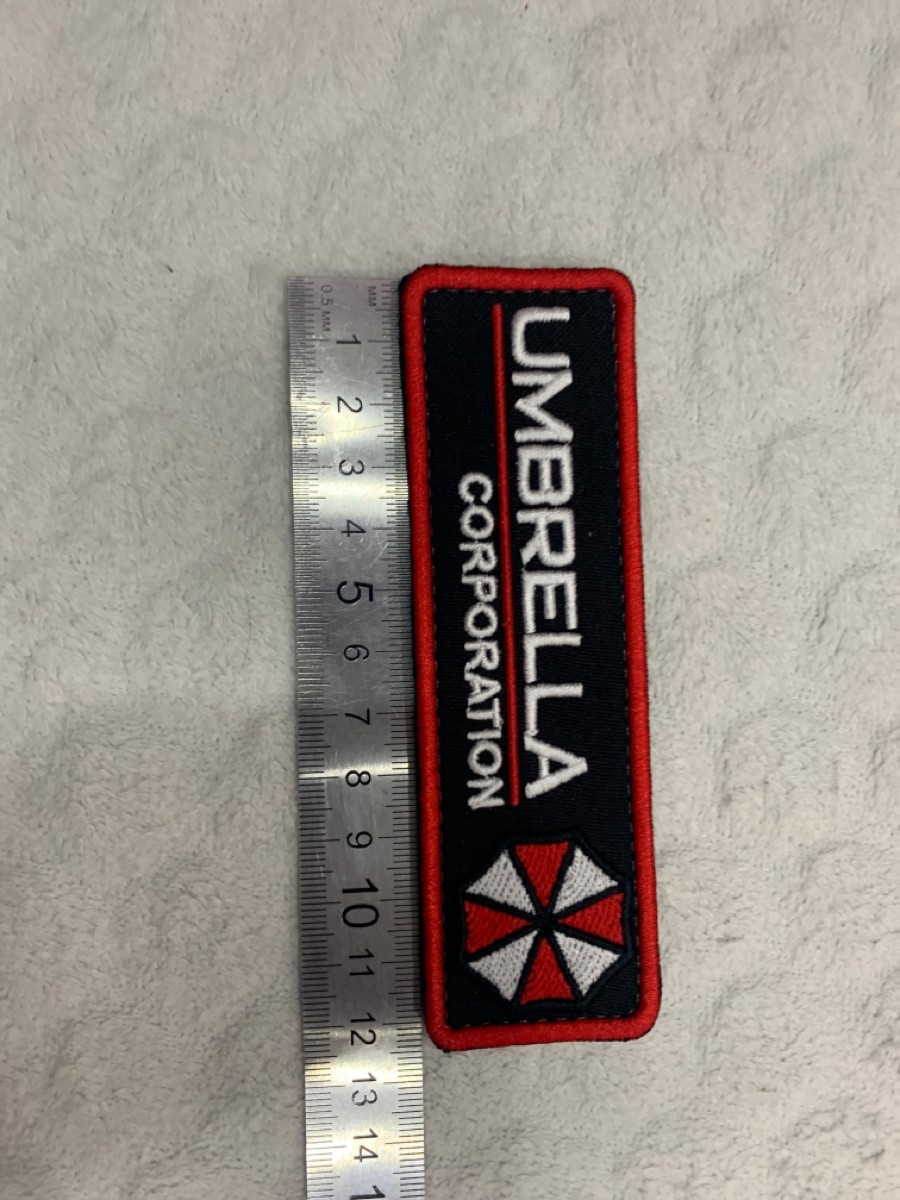 UMBRELLA
CORPORATION
MM
0.5 MM
1 2 3 4 5 6 7 8 9 10 11 12 13 14